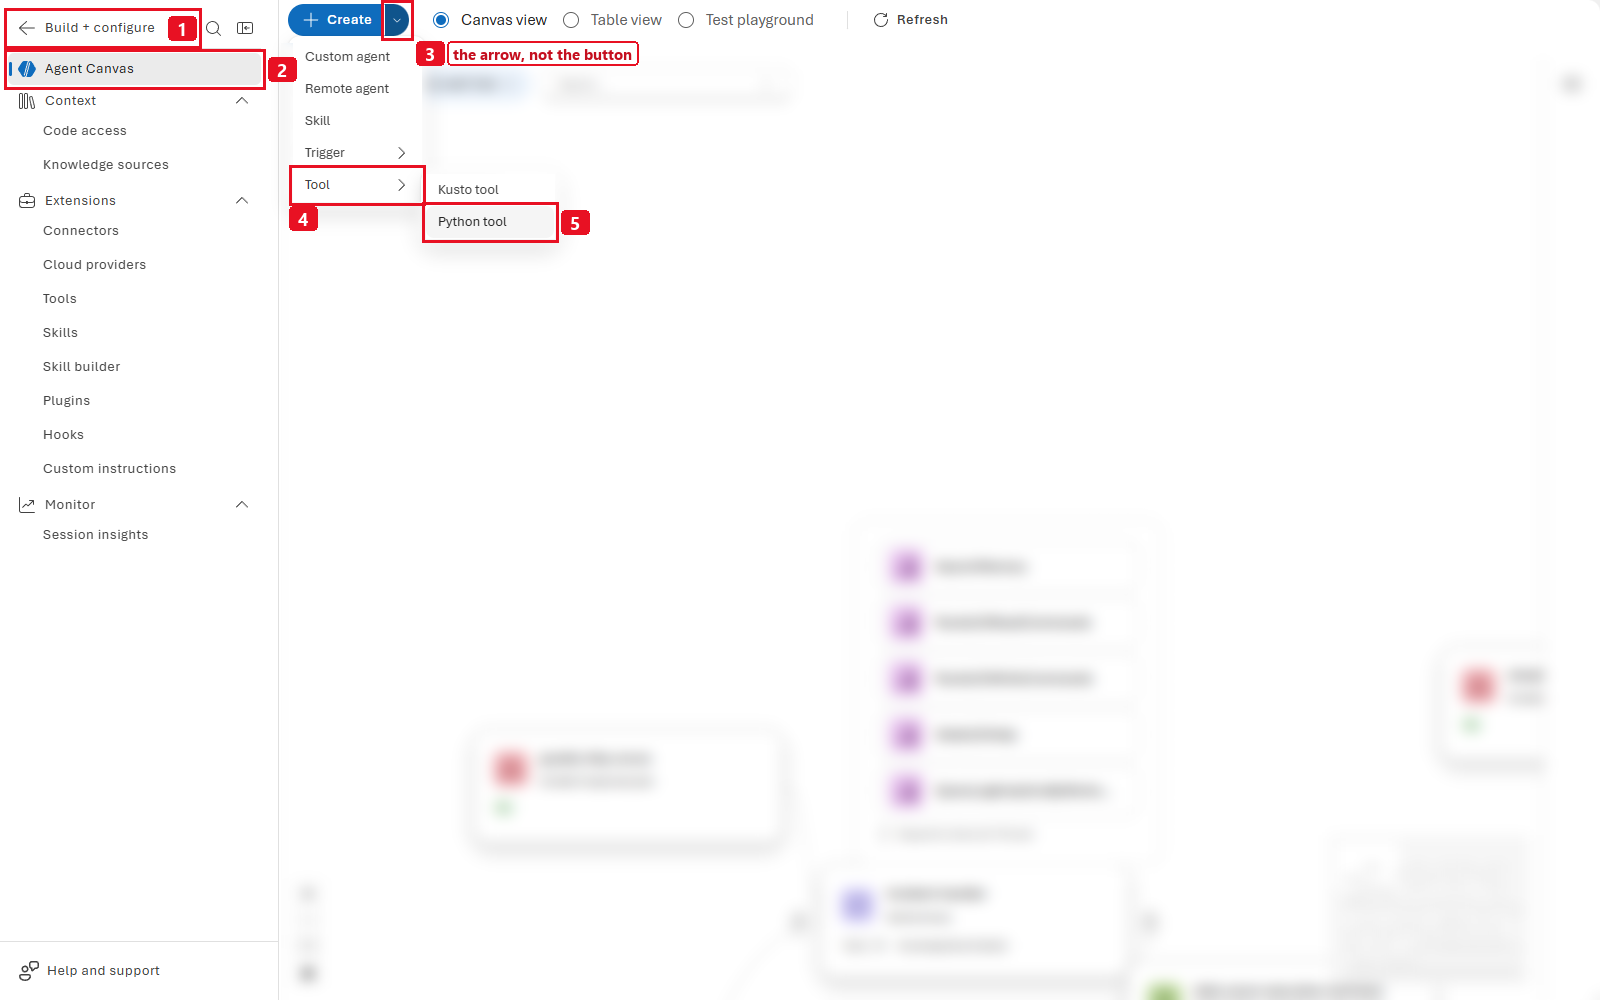 Build + configure
1
Agent Canvas
2
Context
Code access
Knowledge sources
Extensions
Connectors
Cloud providers
Tools
Skills
Skill builder
Plugins
Hooks
Custom instructions
Monitor
Session insights
Help and support
Create
Canvas view
Table view
Test playground
Refresh
3
the arrow, not the button
Custom agent
Remote agent
Skill
Trigger
Tool
4
Kusto tool
Python tool
5